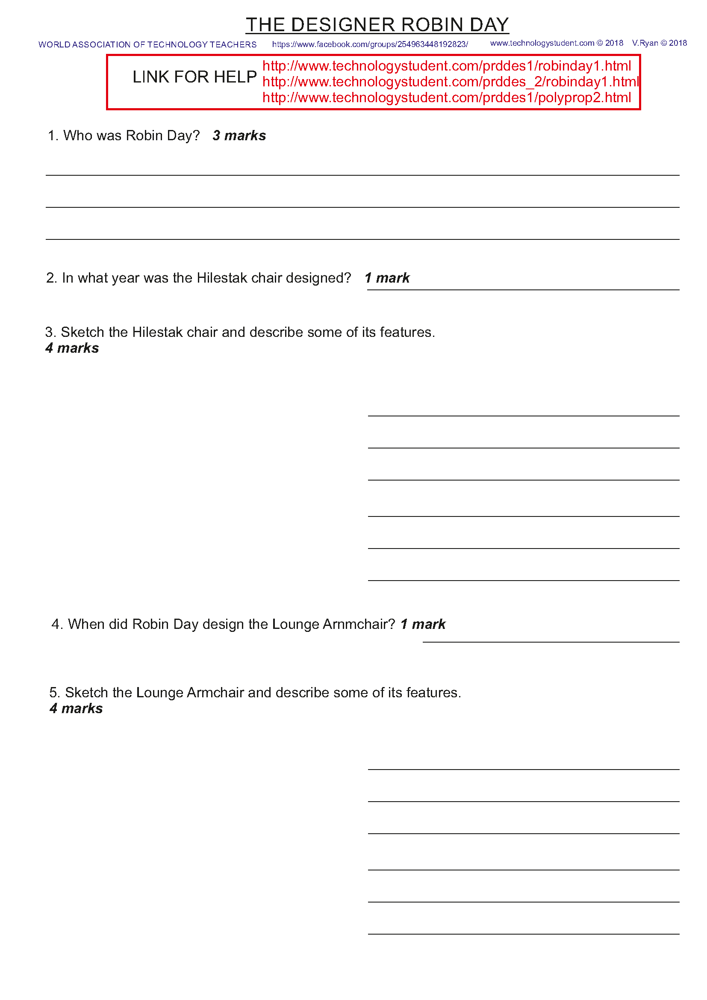 THE DESIGNER ROBIN DAY
WORLD ASSOCIATION OF TECHNOLOGY TEACHERS https://www.facebook.com/groups/254963448192823/ www.technologystudent.com © 2018 V.Ryan © 2018
LINK FOR HELP
http://www.technologystudent.com/prddes1/robinday1.html
http://www.technologystudent.com/prddes_2/robinday1.html
http://www.technologystudent.com/prddes1/polyprop2.html
1. Who was Robin Day? 3 marks
2. In what year was the Hilestak chair designed? 1 mark
3. Sketch the Hilestak chair and describe some of its features.
4 marks
4. When did Robin Day design the Lounge Arnmchair? 1 mark
5. Sketch the Lounge Armchair and describe some of its features.
4 marks